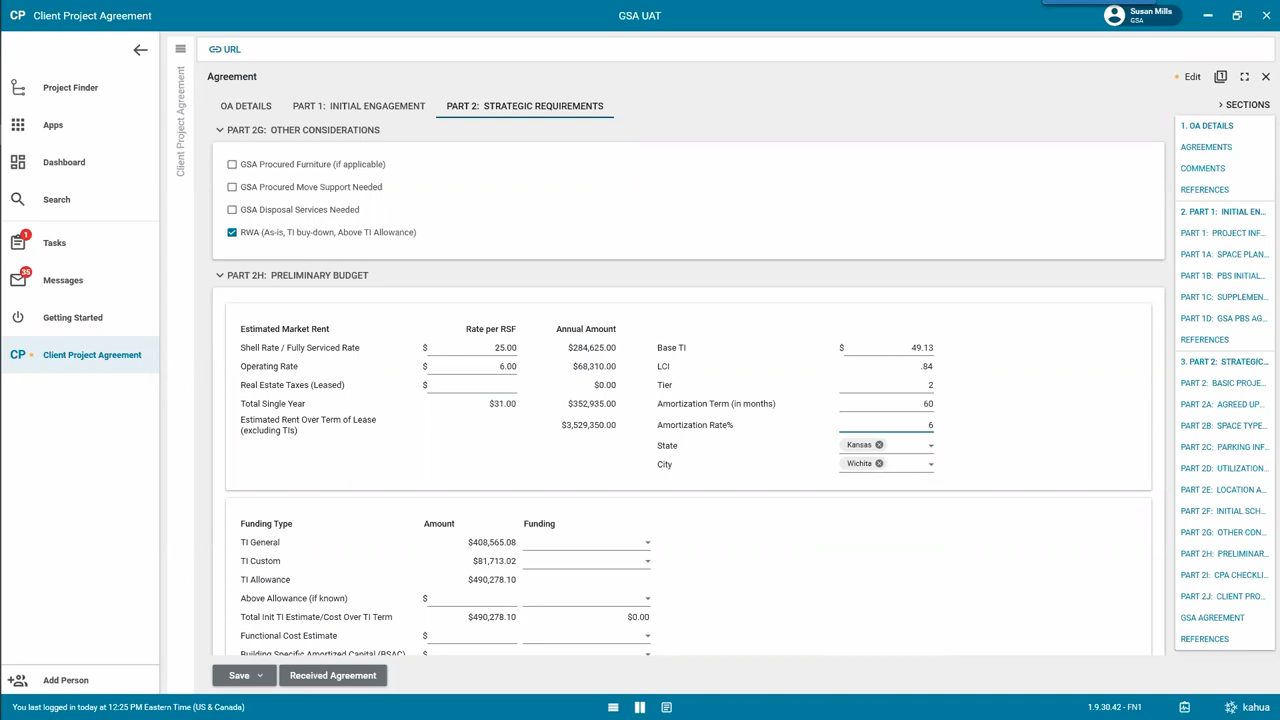 CP Client Project Agreement
GSA UAT
Susan Mills
GSA
URL
Agreement
Edit
1
OA DETAILS
PART 1: INITIAL ENGAGEMENT
PART 2: STRATEGIC REQUIREMENTS
SECTIONS
Project Finder
Apps
Dashboard
Search
1
Tasks
35
Messages
Getting Started
CP Client Project Agreement
Add Person
Client Project Agreement
PART 2G: OTHER CONSIDERATIONS
GSA Procured Furniture (if applicable)
GSA Procured Move Support Needed
GSA Disposal Services Needed
RWA (As-is, TI buy-down, Above TI Allowance)
PART 2H: PRELIMINARY BUDGET
Estimated Market Rent Rate per RSF Annual Amount
Shell Rate / Fully Serviced Rate $ 25.00 $284,625.00
Operating Rate $ 6.00 $68,310.00
Real Estate Taxes (Leased) $ $0.00
Total Single Year $31.00 $352,935.00
Estimated Rent Over Term of Lease
(excluding TIs) $3,529,350.00
Base TI $ 49.13
LCI .84
Tier 2
Amortization Term (in months) 60
Amortization Rate% 6
State Kansas
City Wichita
Funding Type Amount Funding
TI General $408,565.08
TI Custom $81,713.02
TI Allowance $490,278.10
Above Allowance (if known) $
Total Init TI Estimate/Cost Over TI Term $490,278.10 $0.00
Functional Cost Estimate $
Building Specific Amortized Capital (BSAC) $
Save
Received Agreement
1. OA DETAILS
AGREEMENTS
COMMENTS
REFERENCES
2. PART 1: INITIAL EN...
PART 1: PROJECT INF...
PART 1A: SPACE PLAN...
PART 1B: PBS INITIAL...
PART 1C: SUPPLEMEN...
PART 1D: GSA PBS AG...
REFERENCES
3. PART 2: STRATEGIC...
PART 2: BASIC PROJE...
PART 2A: AGREED UP...
PART 2B: SPACE TYPE...
PART 2C: PARKING INF...
PART 2D: UTILIZATION...
PART 2E: LOCATION A...
PART 2F: INITIAL SCH...
PART 2G: OTHER CON...
PART 2H: PRELIMINAR...
PART 2I: CPA CHECKLI...
PART 2J: CLIENT PRO...
GSA AGREEMENT
REFERENCES
You last logged in today at 12:25 PM Eastern Time (US & Canada)
1.9.30.42 - FN1
kahua